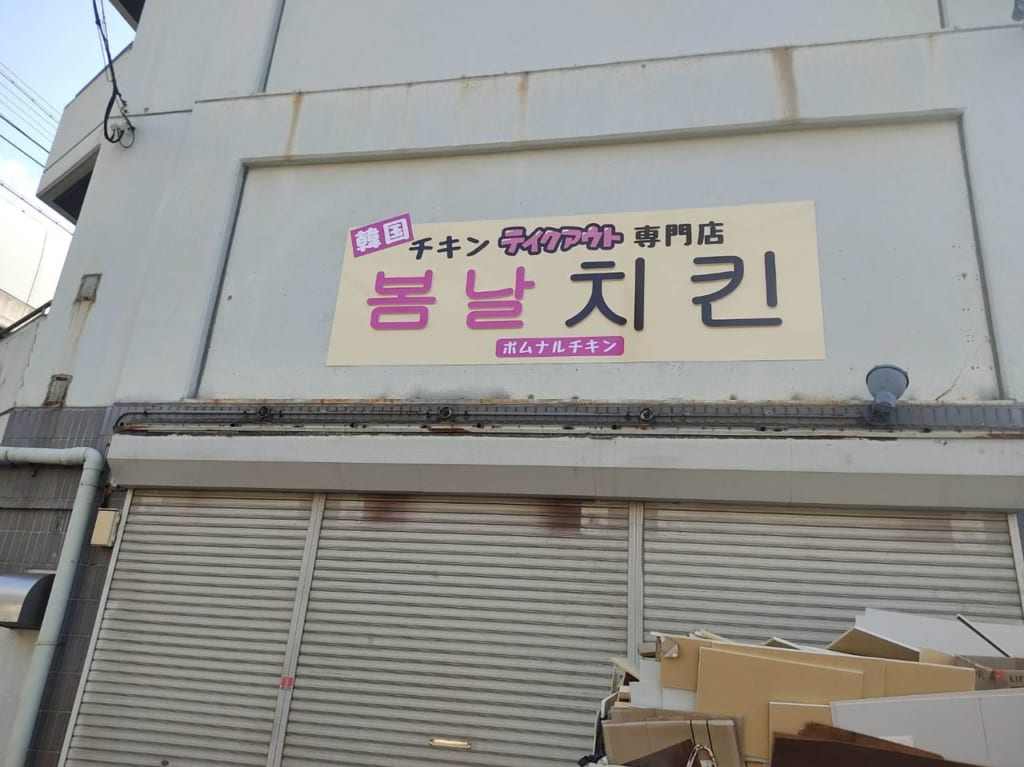 韓国 チキン テイクアウト 専門店
봄날 치킨
ポムナルチキン